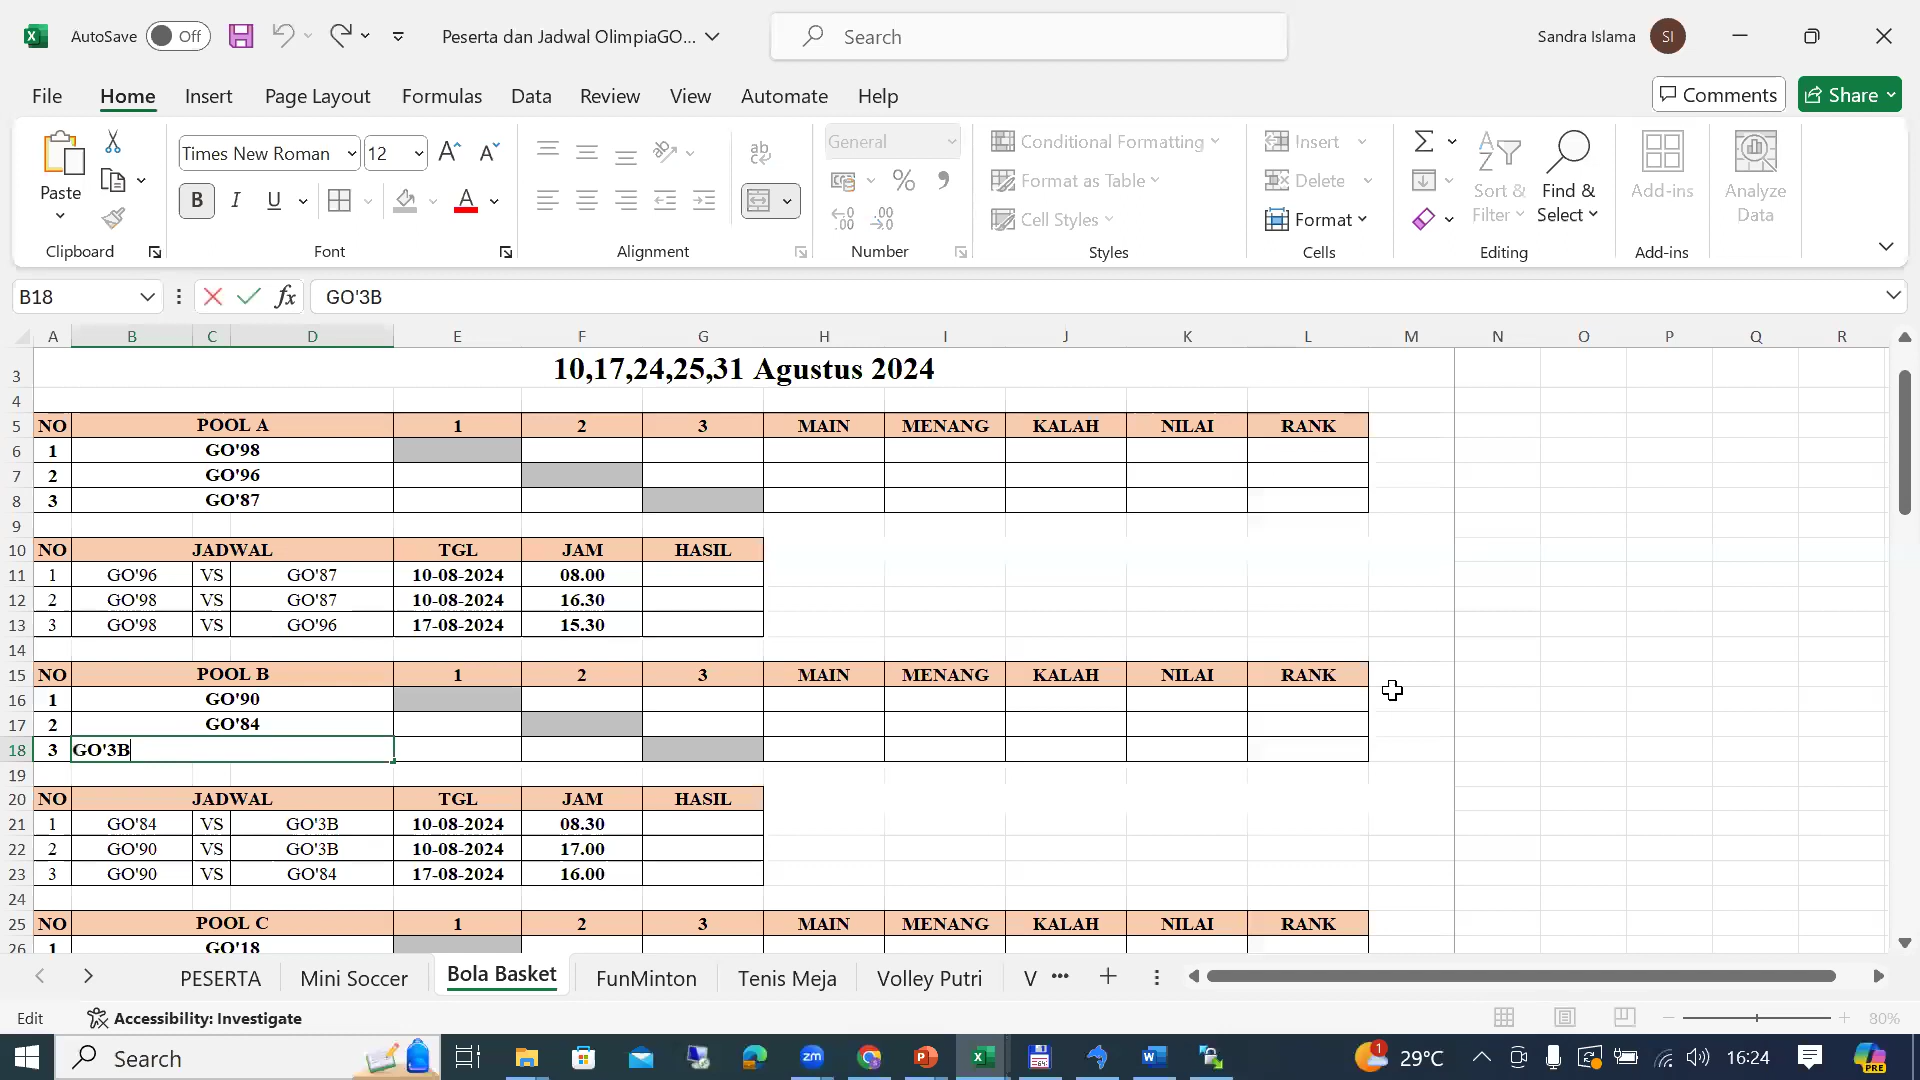 AutoSave Off Peserta dan Jadwal OlimpiaGO... Search Sandra Islama SI
File Home Insert Page Layout Formulas Data Review View Automate Help Comments Share
Paste Times New Roman 12 General Conditional Formatting Insert Sort & Find & Add-ins Analyze
B I U Format as Table Delete Filter Select Data
Cell Styles Format
Clipboard Font Alignment Number Styles Cells Editing Add-ins
B18 fx GO'3B
A B C D E F G H I J K L M N O P Q R
3 10,17,24,25,31 Agustus 2024
4
5 NO POOL A 1 2 3 MAIN MENANG KALAH NILAI RANK
6 1 GO'98
7 2 GO'96
8 3 GO'87
9
10 NO JADWAL TGL JAM HASIL
11 1 GO'96 VS GO'87 10-08-2024 08.00
12 2 GO'98 VS GO'87 10-08-2024 16.30
13 3 GO'98 VS GO'96 17-08-2024 15.30
14
15 NO POOL B 1 2 3 MAIN MENANG KALAH NILAI RANK
16 1 GO'90
17 2 GO'84
18 3 GO'3B
19
20 NO JADWAL TGL JAM HASIL
21 1 GO'84 VS GO'3B 10-08-2024 08.30
22 2 GO'90 VS GO'3B 10-08-2024 17.00
23 3 GO'90 VS GO'84 17-08-2024 16.00
24
25 NO POOL C 1 2 3 MAIN MENANG KALAH NILAI RANK
26 1 GO'18
PESERTA Mini Soccer Bola Basket FunMinton Tenis Meja Volley Putri V
Edit Accessibility: Investigate 80%
Search zm 1 29°C 16:24 PRE